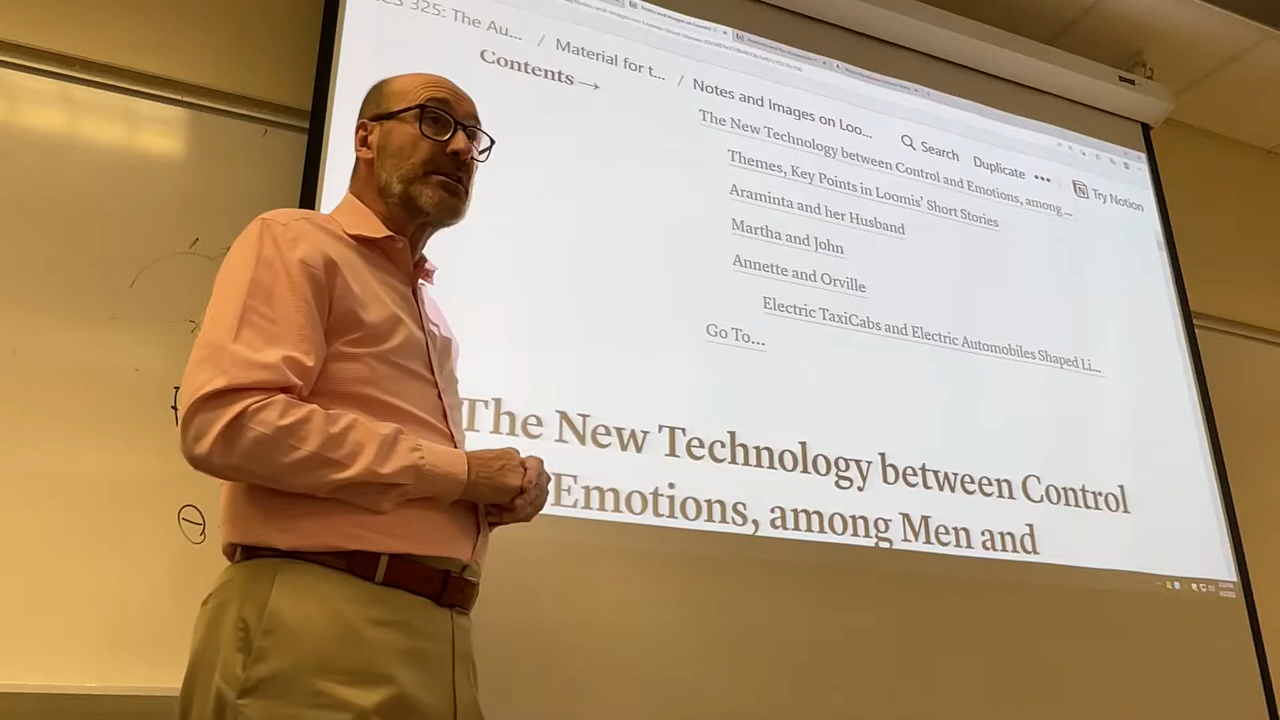 325: The Au... / Material for t... / Notes and Images on Loo...
Search Duplicate ••• Try Notion
Contents→
The New Technology between Control and Emotions, among ...
Themes, Key Points in Loomis' Short Stories
Araminta and her Husband
Martha and John
Annette and Orville
Electric TaxiCabs and Electric Automobiles Shaped Li...
Go To...
The New Technology between Control
Emotions, among Men and